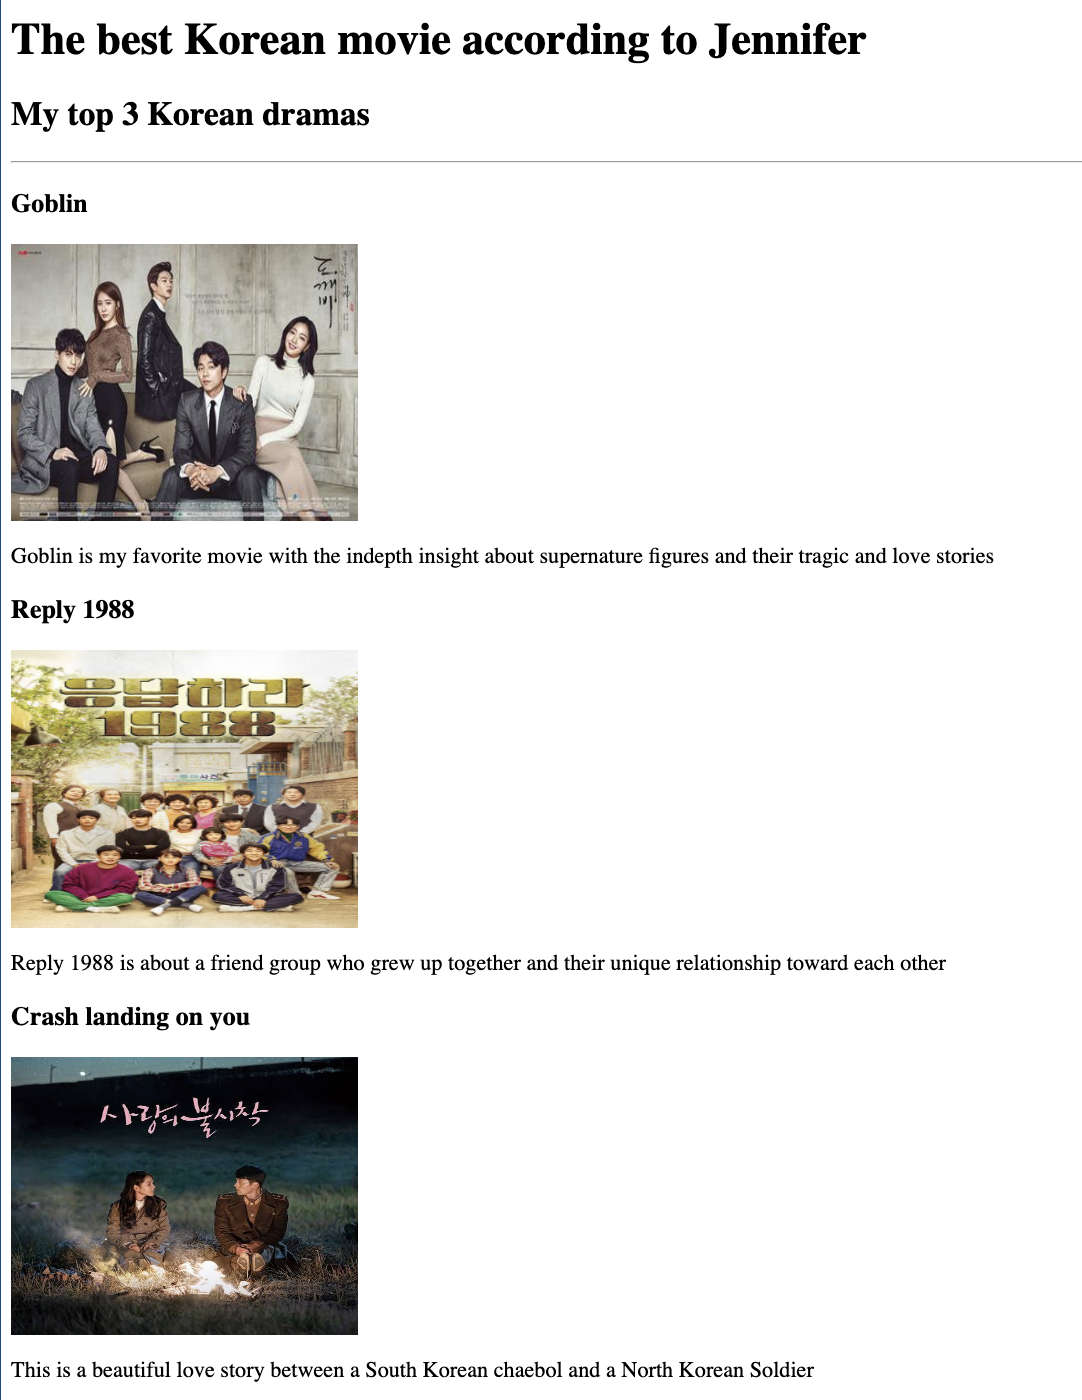 The best Korean movie according to Jennifer
My top 3 Korean dramas
Goblin
도깨비
Goblin is my favorite movie with the indepth insight about supernature figures and their tragic and love stories
Reply 1988
응답하라
1988
Reply 1988 is about a friend group who grew up together and their unique relationship toward each other
Crash landing on you
사랑의 불시착
This is a beautiful love story between a South Korean chaebol and a North Korean Soldier